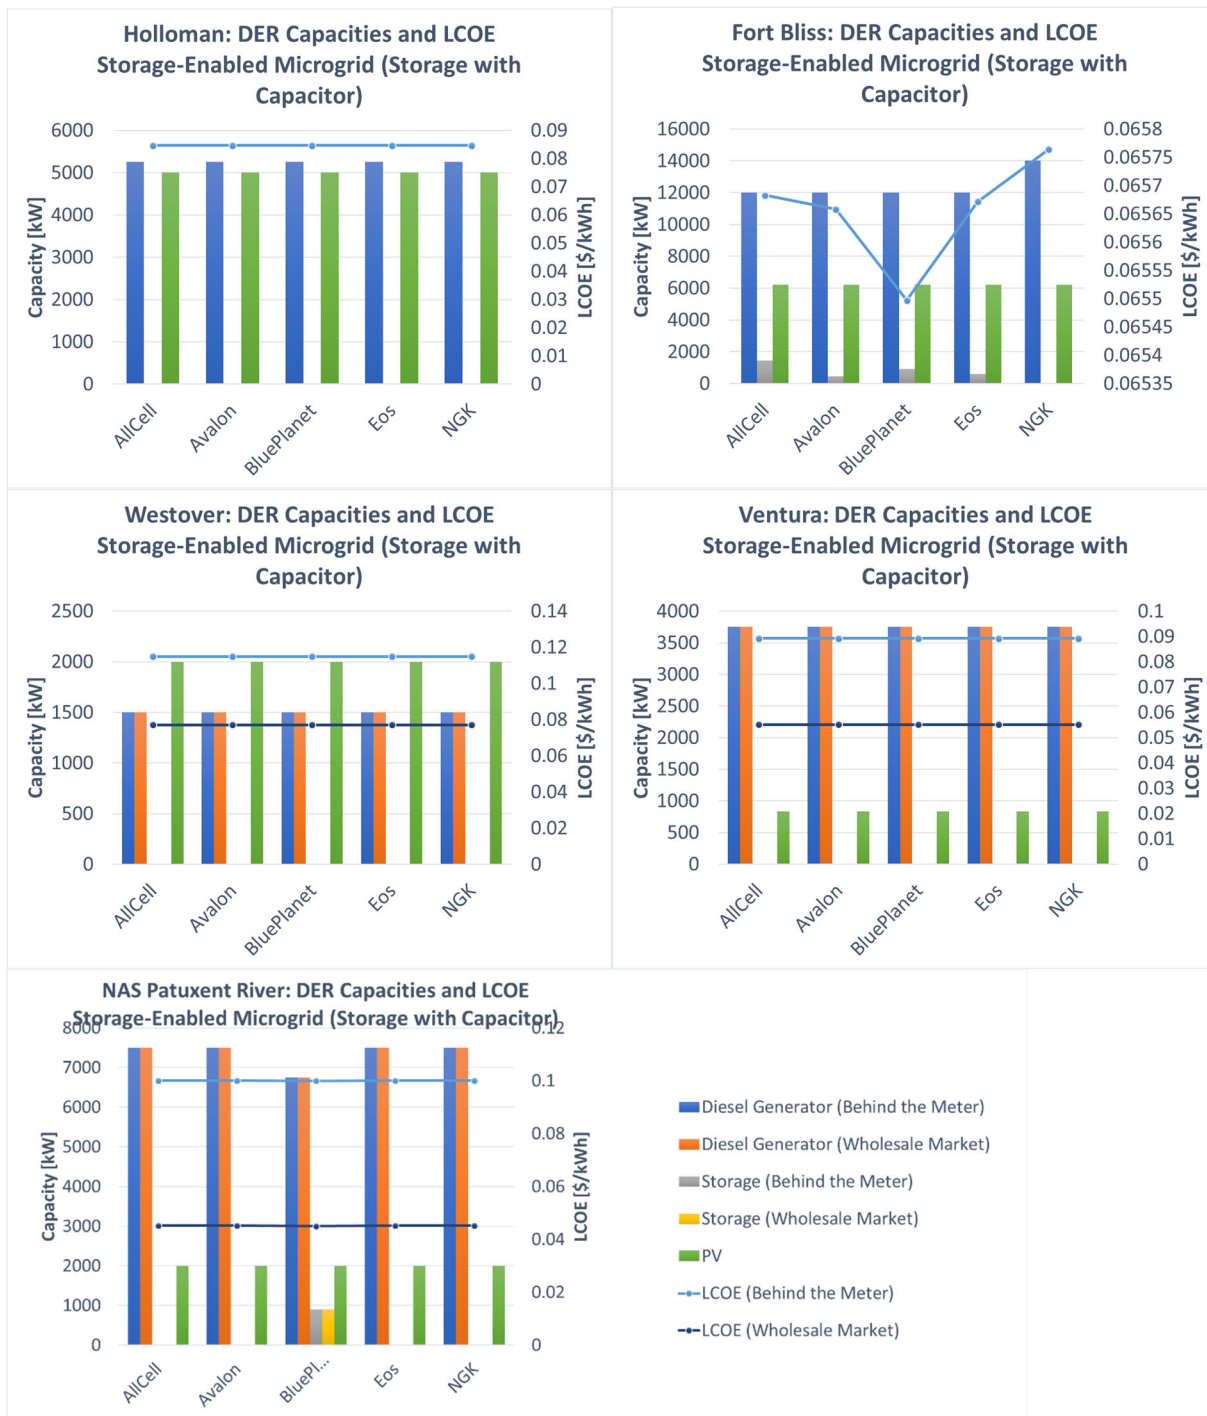 Holloman: DER Capacities and LCOE
Storage-Enabled Microgrid (Storage with
Capacitor)
6000
5000
4000
3000
2000
1000
0
Capacity [kW]
0.09
0.08
0.07
0.06
0.05
0.04
0.03
0.02
0.01
0
LCOE [$/kWh]
AllCell
Avalon
BluePlanet
Eos
NGK
Fort Bliss: DER Capacities and LCOE
Storage-Enabled Microgrid (Storage with
Capacitor)
16000
14000
12000
10000
8000
6000
4000
2000
0
Capacity [kW]
0.0658
0.06575
0.0657
0.06565
0.0656
0.06555
0.0655
0.06545
0.0654
0.06535
LCOE [$/kWh]
AllCell
Avalon
BluePlanet
Eos
NGK
Westover: DER Capacities and LCOE
Storage-Enabled Microgrid (Storage with
Capacitor)
2500
2000
1500
1000
500
0
Capacity [kW]
0.14
0.12
0.1
0.08
0.06
0.04
0.02
0
LCOE [$/kWh]
AllCell
Avalon
BluePlanet
Eos
NGK
Ventura: DER Capacities and LCOE
Storage-Enabled Microgrid (Storage with
Capacitor)
4000
3500
3000
2500
2000
1500
1000
500
0
Capacity [kW]
0.1
0.09
0.08
0.07
0.06
0.05
0.04
0.03
0.02
0.01
0
LCOE [$/kWh]
AllCell
Avalon
BluePlanet
Eos
NGK
NAS Patuxent River: DER Capacities and LCOE
Storage-Enabled Microgrid (Storage with Capacitor)
8000
7000
6000
5000
4000
3000
2000
1000
0
Capacity [kW]
0.12
0.1
0.08
0.06
0.04
0.02
0
LCOE [$/kWh]
AllCell
Avalon
BluePl...
Eos
NGK
Diesel Generator (Behind the Meter)
Diesel Generator (Wholesale Market)
Storage (Behind the Meter)
Storage (Wholesale Market)
PV
LCOE (Behind the Meter)
LCOE (Wholesale Market)